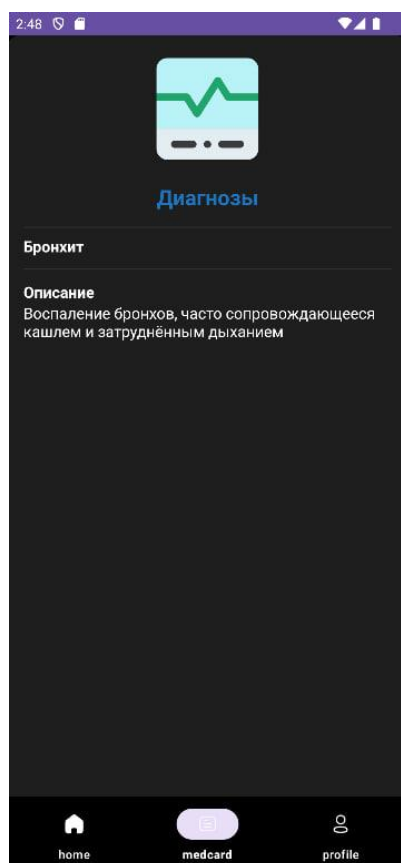 2:48
Диагнозы
Бронхит
Описание
Воспаление бронхов, часто сопровождающееся
кашлем и затруднённым дыханием
home
medcard
profile